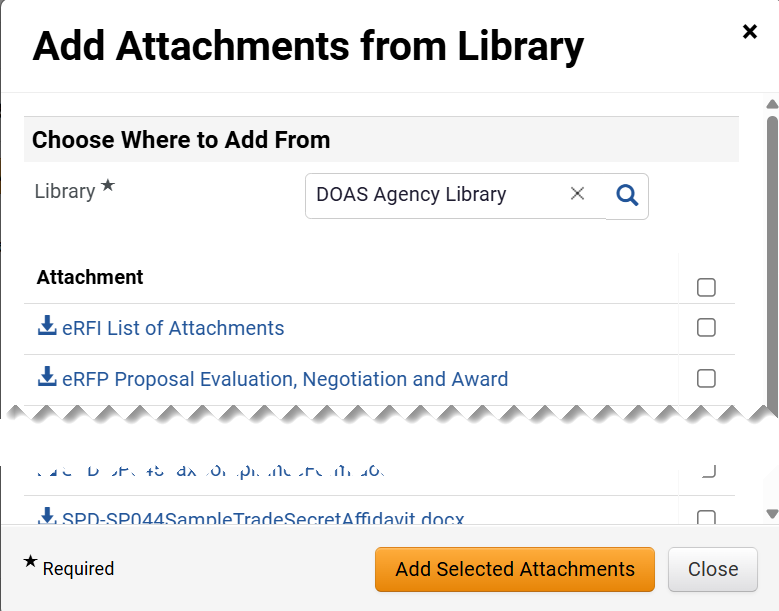 Add Attachments from Library
×
Choose Where to Add From
Library ★
DOAS Agency Library ×
Attachment
eRFI List of Attachments
eRFP Proposal Evaluation, Negotiation and Award
SPD-SP044SampleTradeSecretAffidavit.docx
★ Required
Add Selected Attachments
Close